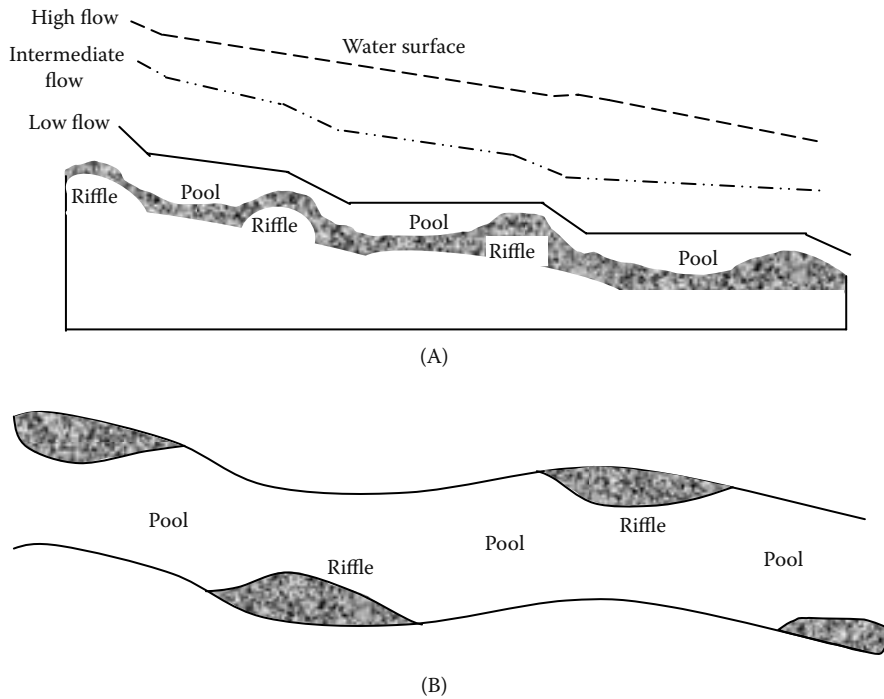 High flow
Water surface
Intermediate
flow
Low flow
Riffle
Pool
Riffle
Pool
Riffle
Pool
(A)
Pool
Riffle
Pool
Riffle
Pool
(B)